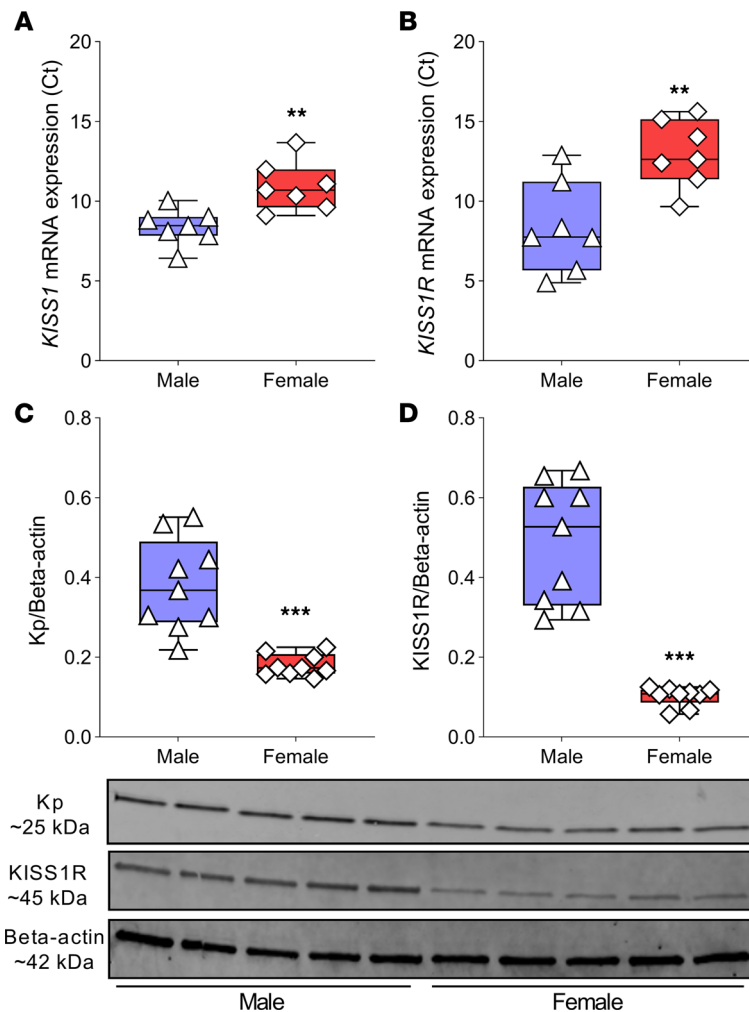 A
KISS1 mRNA expression (Ct)
20
15
10
5
0
**
Male
Female
B
KISS1R mRNA expression (Ct)
20
15
10
5
0
**
Male
Female
C
Kp/Beta-actin
0.8
0.6
0.4
0.2
0.0
***
Male
Female
D
KISS1R/Beta-actin
0.8
0.6
0.4
0.2
0.0
***
Male
Female
Kp
~25 kDa
KISS1R
~45 kDa
Beta-actin
~42 kDa
Male
Female